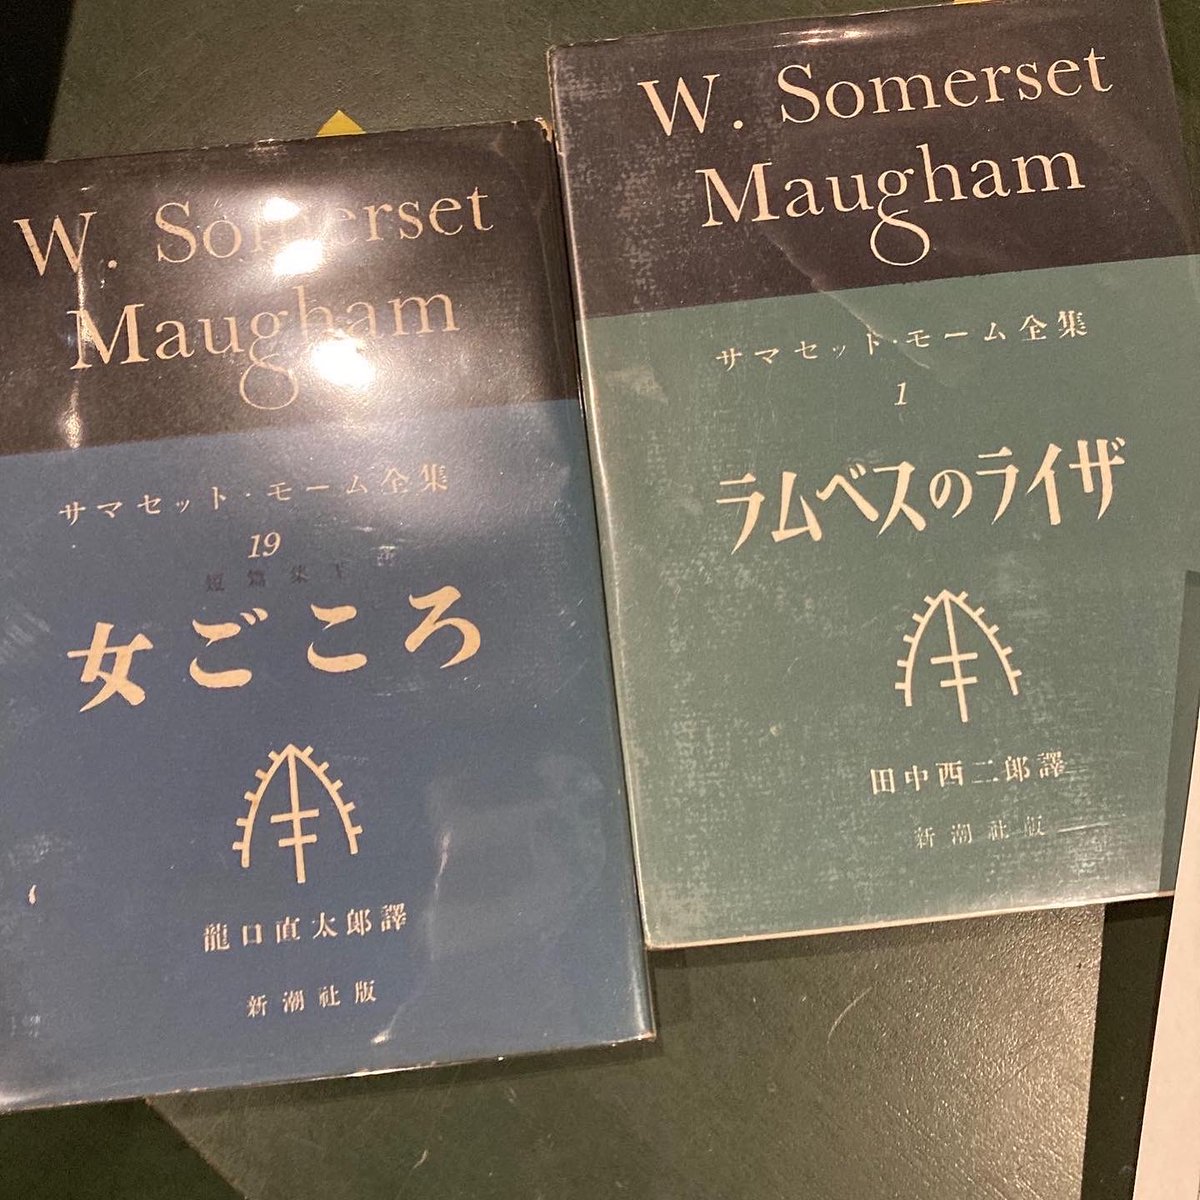 W. Somerset
Maugham
サマセット・モーム全集
19
女ごころ
龍口直太郎譯
新潮社版
W. Somerset
Maugham
サマセット・モーム全集
1
ラムベスのライザ
田中西二郎譯
新潮社版